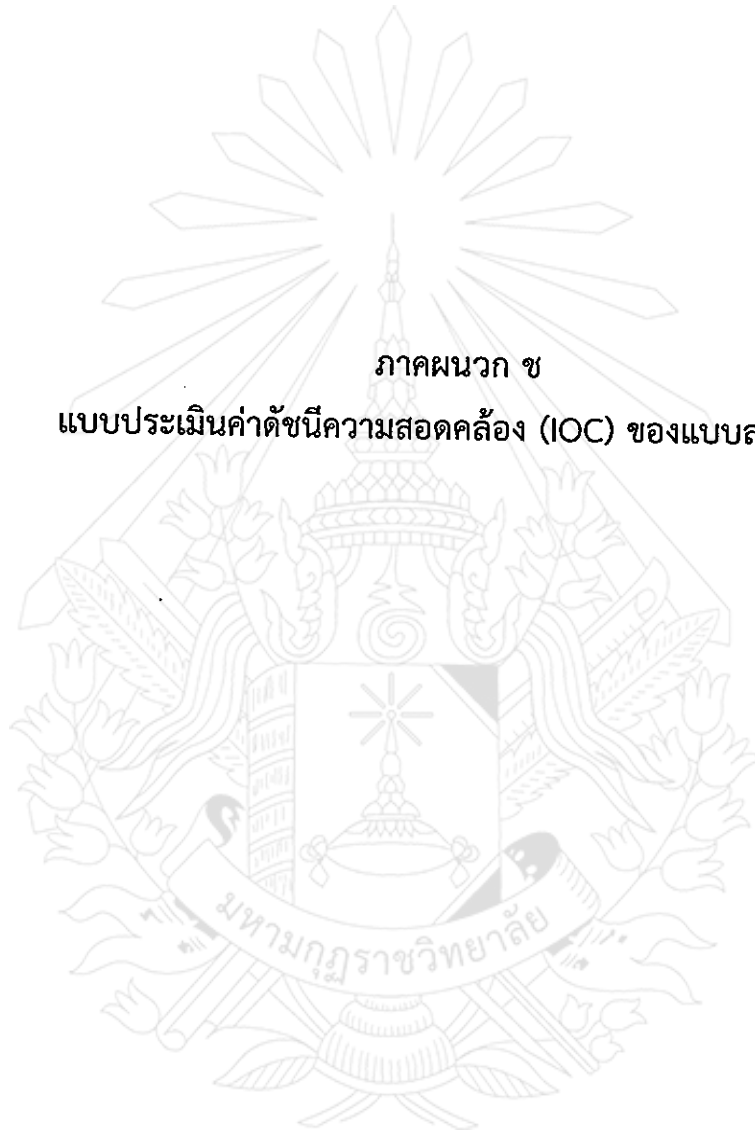 ภาคผนวก ช
แบบประเมินค่าดัชนีความสอดคล้อง (IOC) ของแบบ
มหามกุฏราชวิทยาลัย